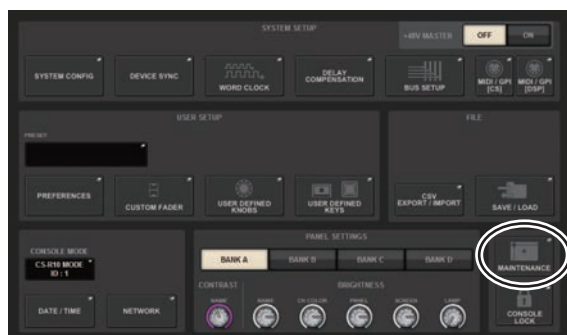 SYSTEM SETUP
+48V MASTER
OFF
ON
SYSTEM CONFIG
DEVICE SYNC
WORD CLOCK
DELAY
COMPENSATION
BUS SETUP
MIDI / GPI
[CS]
MIDI / GPI
[DSP]
USER SETUP
FILE
PRESET
PREFERENCES
CUSTOM FADER
USER DEFINED
KNOBS
USER DEFINED
KEYS
CSV
EXPORT / IMPORT
SAVE / LOAD
CONSOLE MODE
CS-R10 MODE
ID : 1
DATE / TIME
NETWORK
PANEL SETTINGS
BANK A
BANK B
BANK C
BANK D
CONTRAST
BRIGHTNESS
NAME
NAME
CH COLOR
PANEL
SCREEN
LAMP
MAINTENANCE
CONSOLE
LOCK